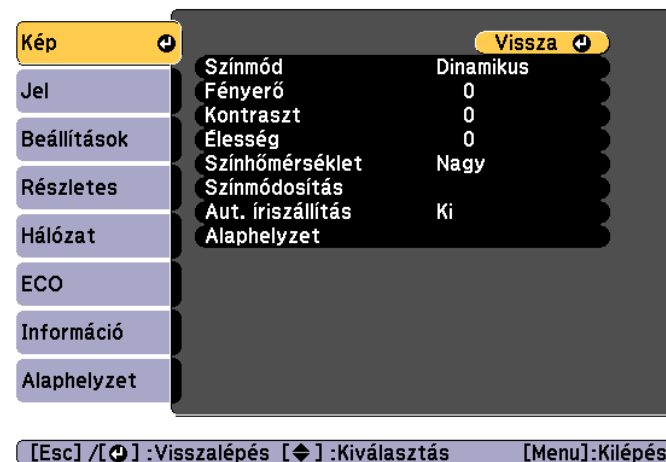 Kép
Jel
Beállítások
Részletes
Hálózat
ECO
Információ
Alaphelyzet
Vissza
Színmód Dinamikus
Fényerő 0
Kontraszt 0
Élesség 0
Színhőmérséklet Nagy
Színmódosítás
Aut. íriszállítás Ki
Alaphelyzet
[Esc] /[ ] :Visszalépés [ ] :Kiválasztás [Menu]:Kilépés